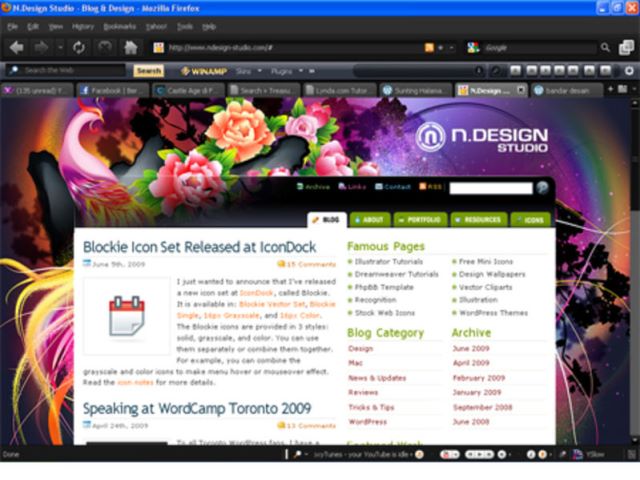 N.Design Studio - Blog & Design - Mozilla Firefox
File Edit View History Bookmarks Yahoo! Tools Help
http://www.ndesign-studio.com/#
Google
Search the Web Search WINAMP Skins Plugins
(135 unread) Y... Facebook | Ber... Castle Age di F... Search › Treasu... Lynda.com Tutor... Sunting Halama... N.Design ... bandar desain
N.DESIGN
STUDIO
Archive Links Contact RSS
BLOG ABOUT PORTFOLIO RESOURCES ICONS
Blockie Icon Set Released at IconDock
June 5th, 2009 15 Comments
I just wanted to announce that I've released
a new icon set at IconDock, called Blockie.
It is available in: Blockie Vector Set, Blockie
Single, 16px Grayscale, and 16px Color.
The Blockie icons are provided in 3 styles:
solid, grayscale, and color. You can use
them separately or combine them together.
For example, you can combine the
grayscale and color icons to make menu hover or mouseover effect.
Read the icon notes for more details.
Speaking at WordCamp Toronto 2009
April 24th, 2009 13 Comments
To all Toronto WordPress fans, I have a
Famous Pages
Illustrator Tutorials
Dreamweaver Tutorials
PhpBB Template
Recognition
Stock Web Icons
Free Mini Icons
Design Wallpapers
Vector Cliparts
Illustration
WordPress Themes
Blog Category
Design
Mac
News & Updates
Reviews
Tricks & Tips
WordPress
Archive
June 2009
April 2009
February 2009
January 2009
September 2008
June 2008
Featured Work
Done
oxyTunes - your YouTube is idle
YSlow